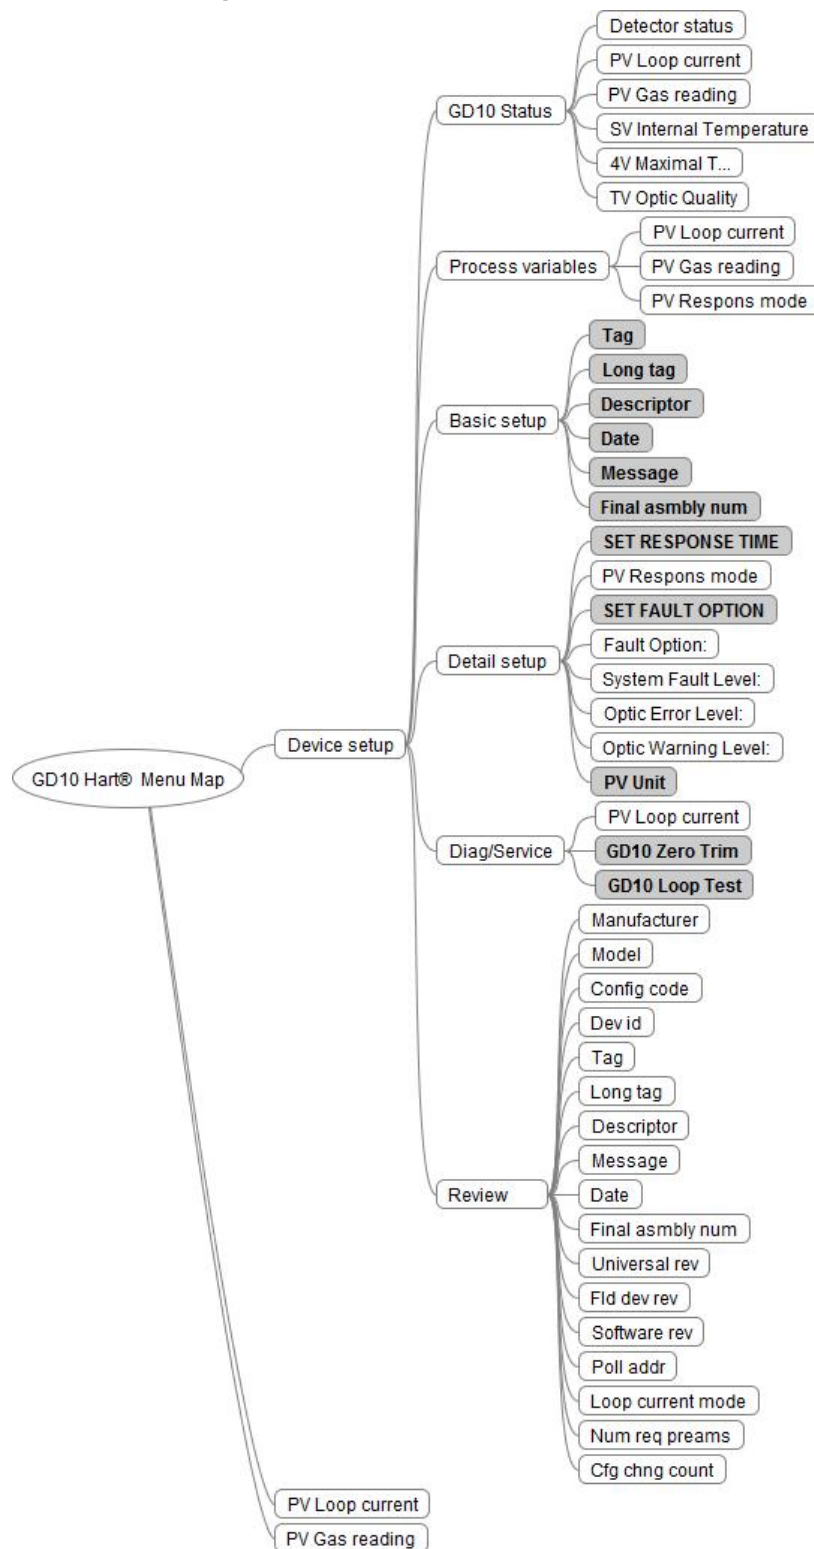 Detector status
PV Loop current
PV Gas reading
GD10 Status
SV Internal Temperature
4V Maximal T...
TV Optic Quality
PV Loop current
Process variables
PV Gas reading
PV Respons mode
Tag
Long tag
Descriptor
Basic setup
Date
Message
Final asmbly num
SET RESPONSE TIME
PV Respons mode
SET FAULT OPTION
Fault Option:
Detail setup
System Fault Level:
Optic Error Level:
Device setup
Optic Warning Level:
GD10 Hart® Menu Map
PV Unit
PV Loop current
Diag/Service
GD10 Zero Trim
GD10 Loop Test
Manufacturer
Model
Config code
Dev id
Tag
Long tag
Descriptor
Message
Review
Date
Final asmbly num
Universal rev
Fld dev rev
Software rev
Poll addr
Loop current mode
Num req preams
Cfg chng count
PV Loop current
PV Gas reading